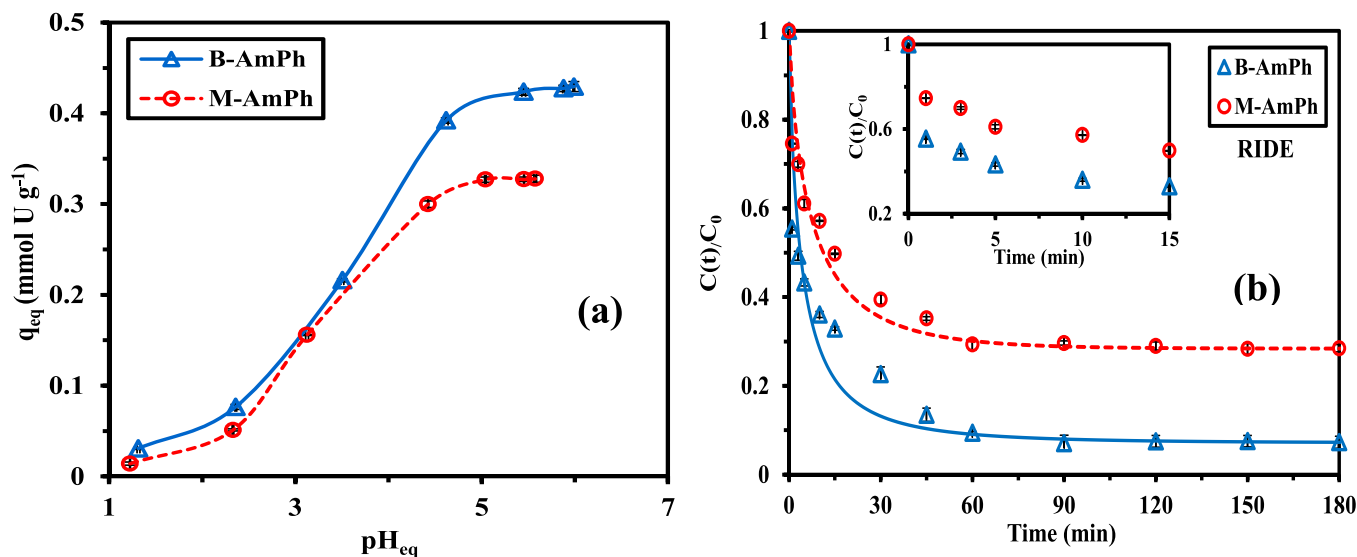 0.5
0.4
0.3
0.2
0.1
0
1
3
5
7
q_eq (mmol U g⁻¹)
pH_eq
B-AmPh
M-AmPh
(a)
1
0.8
0.6
0.4
0.2
0
0
30
60
90
120
150
180
C(t)/C₀
Time (min)
1
0.6
0.2
0
5
10
15
C(t)/C₀
Time (min)
B-AmPh
M-AmPh
RIDE
(b)